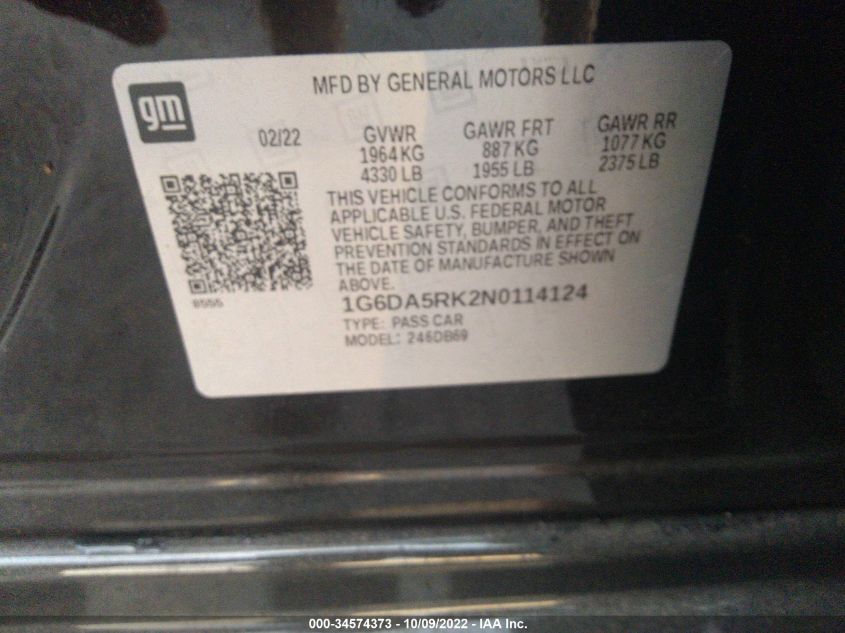 MFD BY GENERAL MOTORS LLC
gm
02/22 GVWR GAWR FRT GAWR RR
1964 KG 887 KG 1077 KG
4330 LB 1955 LB 2375 LB
THIS VEHICLE CONFORMS TO ALL
APPLICABLE U.S. FEDERAL MOTOR
VEHICLE SAFETY, BUMPER, AND THEFT
PREVENTION STANDARDS IN EFFECT ON
THE DATE OF MANUFACTURE SHOWN
ABOVE.
8555
1G6DA5RK2N0114124
TYPE: PASS CAR
MODEL: 246DB69
000-34574373 - 10/09/2022 - IAA Inc.